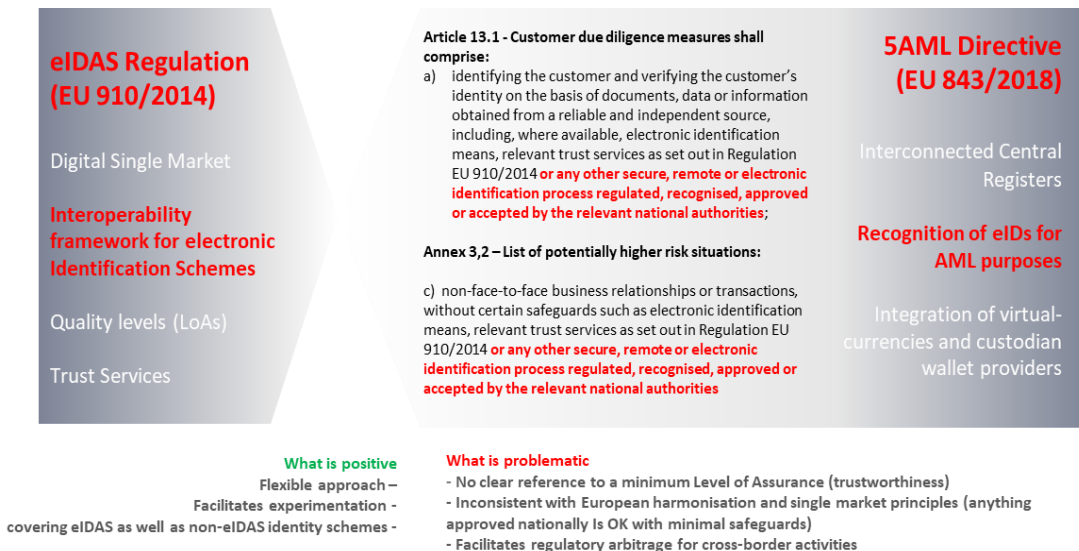 eIDAS Regulation
(EU 910/2014)
Digital Single Market
Interoperability
framework for electronic
Identification Schemes
Quality levels (LoAs)
Trust Services
Article 13.1 - Customer due diligence measures shall
comprise:
a) identifying the customer and verifying the customer's
identity on the basis of documents, data or information
obtained from a reliable and independent source,
including, where available, electronic identification
means, relevant trust services as set out in Regulation
EU 910/2014 or any other secure, remote or electronic
identification process regulated, recognised, approved
or accepted by the relevant national authorities;
Annex 3,2 – List of potentially higher risk situations:
c) non-face-to-face business relationships or transactions,
without certain safeguards such as electronic identification
means, relevant trust services as set out in Regulation EU
910/2014 or any other secure, remote or electronic
identification process regulated, recognised, approved or
accepted by the relevant national authorities
5AML Directive
(EU 843/2018)
Interconnected Central
Registers
Recognition of eIDs for
AML purposes
Integration of virtual-
currencies and custodian
wallet providers
What is positive
Flexible approach –
Facilitates experimentation -
covering eIDAS as well as non-eIDAS identity schemes -
What is problematic
- No clear reference to a minimum Level of Assurance (trustworthiness)
- Inconsistent with European harmonisation and single market principles (anything
approved nationally Is OK with minimal safeguards)
- Facilitates regulatory arbitrage for cross-border activities